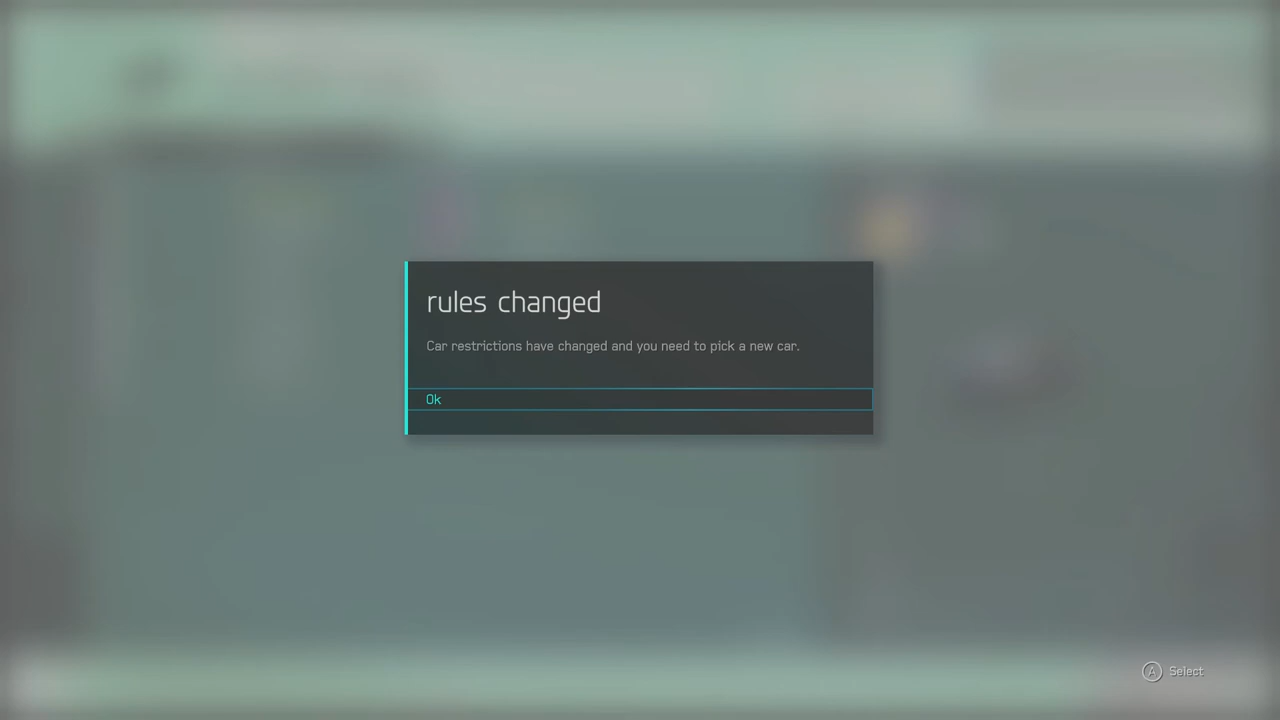 rules changed
Car restrictions have changed and you need to pick a new car.
Ok
A Select